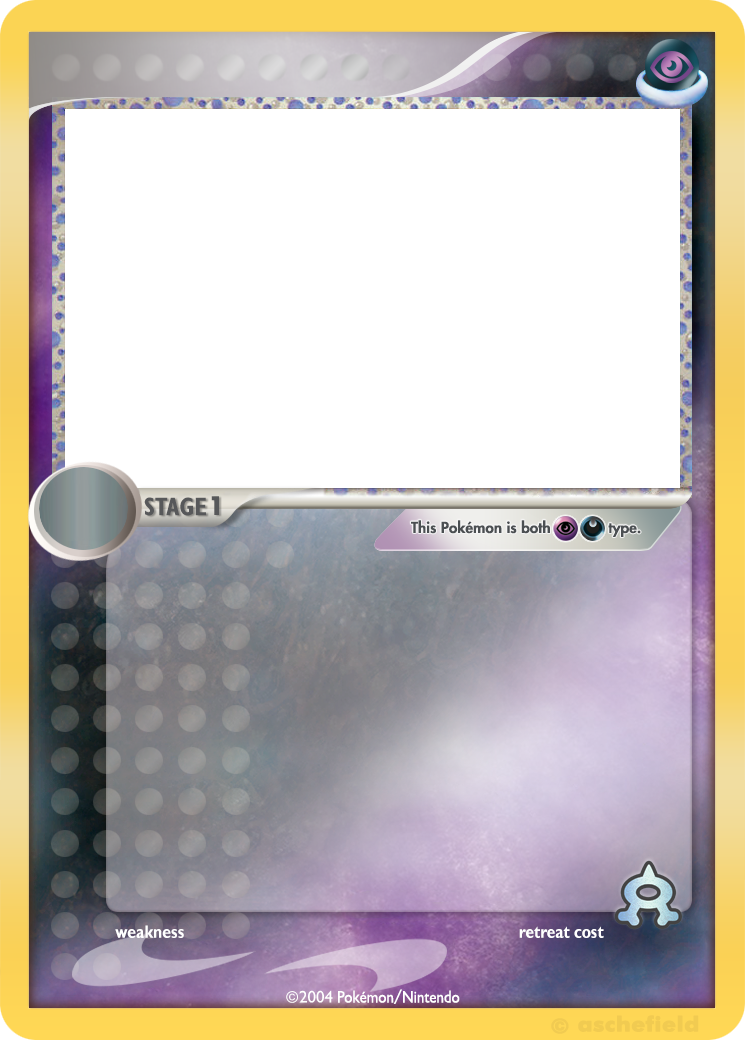 STAGE 1
This Pokémon is both type.
weakness
retreat cost
©2004 Pokémon/Nintendo
© aschefield